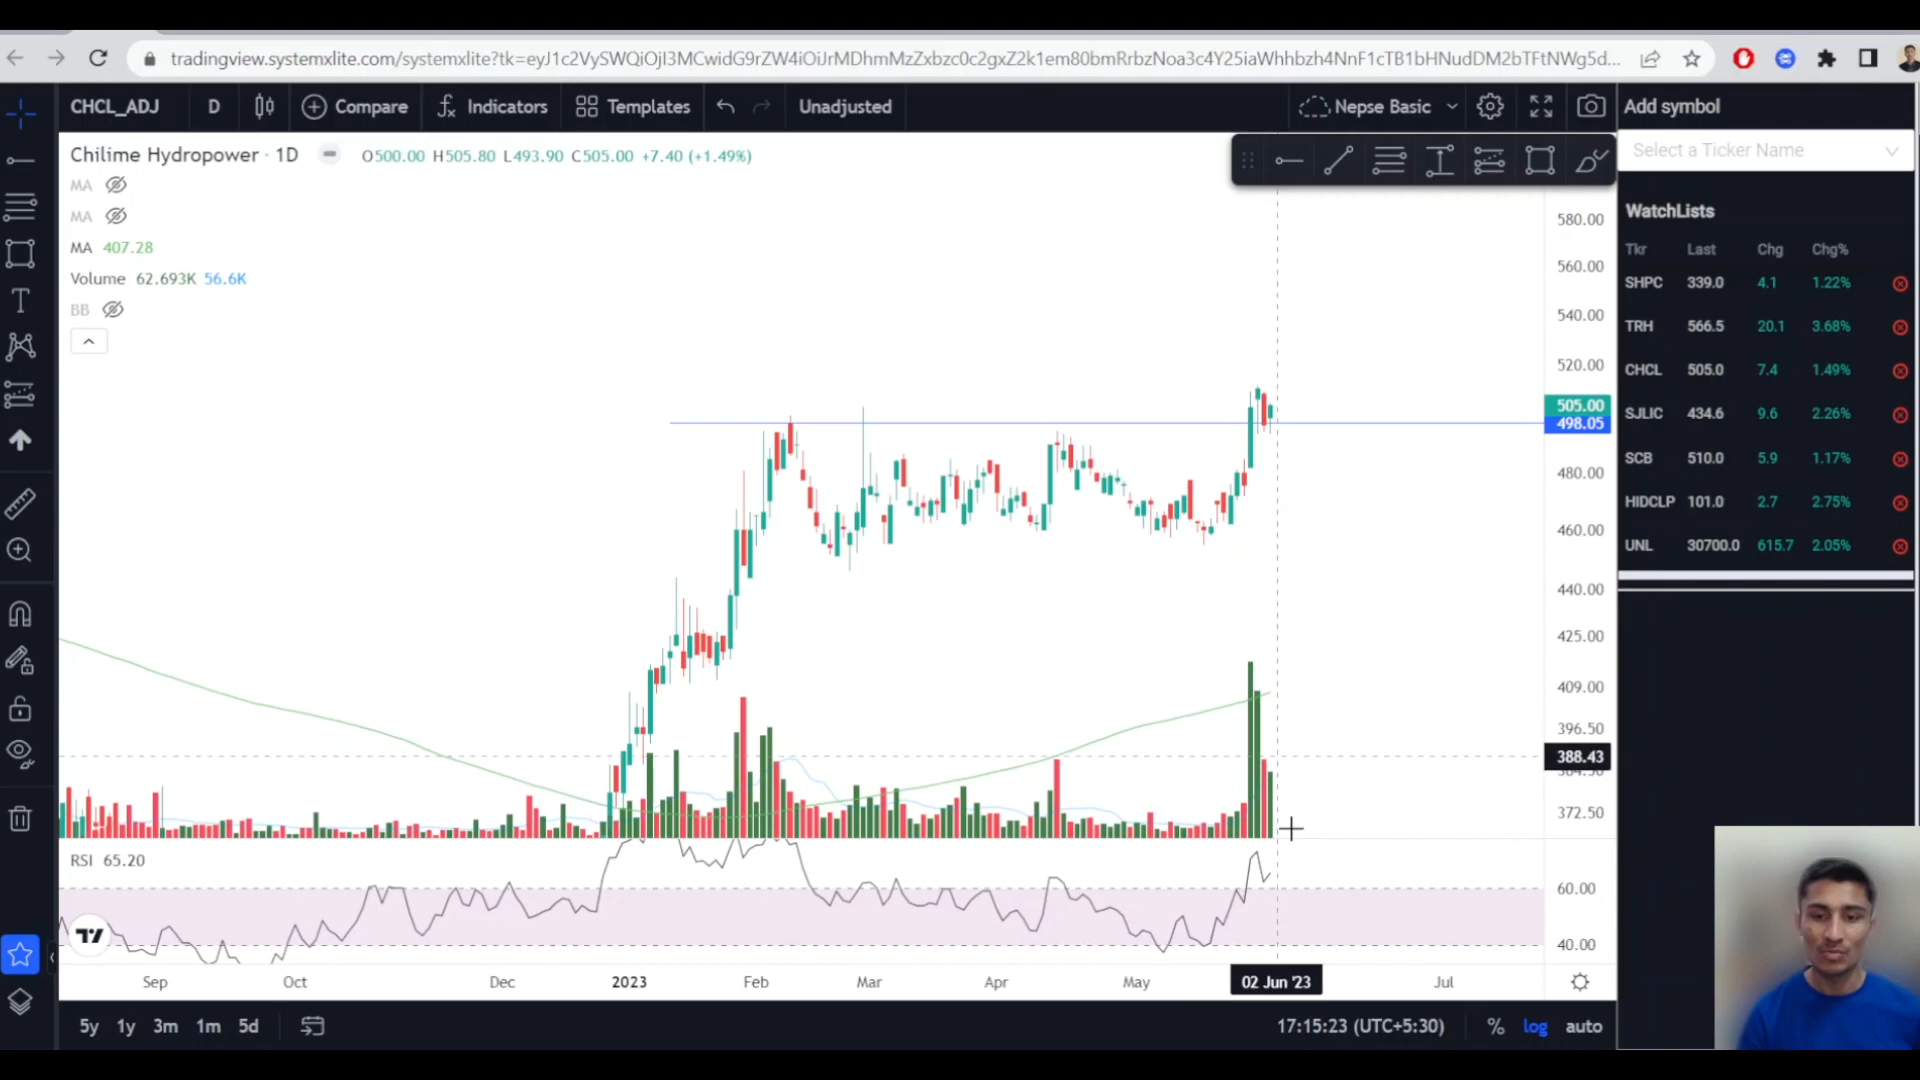 tradingview.systemxlite.com/systemxlite?tk=eyJ1c2VySWQiOjI3MCwidG9rZW4iOiJrMDhmMzZxbzc0c2gxZ2k1em80bmRrbzNoa3c4Y25iaWhhbzh4NnF1cTB1bHNudDM2bTFtNWg5d...
CHCL_ADJ D Compare Indicators Templates Unadjusted Nepse Basic
Add symbol
Select a Ticker Name
Chilime Hydropower · 1D O500.00 H505.80 L493.90 C505.00 +7.40 (+1.49%)
MA
MA
MA 407.28
Volume 62.693K 56.6K
BB
580.00
560.00
540.00
520.00
505.00
498.05
480.00
460.00
440.00
425.00
409.00
396.50
388.43
372.50
RSI 65.20
60.00
40.00
Sep Oct Dec 2023 Feb Mar Apr May 02 Jun '23 Jul
5y 1y 3m 1m 5d 17:15:23 (UTC+5:30) % log auto
WatchLists
Tkr Last Chg Chg%
SHPC 339.0 4.1 1.22%
TRH 566.5 20.1 3.68%
CHCL 505.0 7.4 1.49%
SJLIC 434.6 9.6 2.26%
SCB 510.0 5.9 1.17%
HIDCLP 101.0 2.7 2.75%
UNL 30700.0 615.7 2.05%